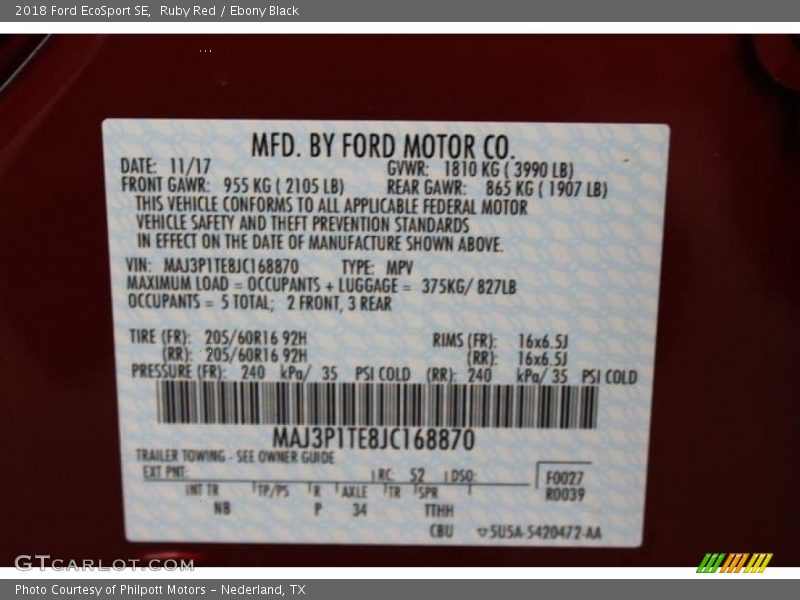 2018 Ford EcoSport SE, Ruby Red / Ebony Black
MFD. BY FORD MOTOR CO.
DATE: 11/17 GVWR: 1810 KG ( 3990 LB)
FRONT GAWR: 955 KG ( 2105 LB) REAR GAWR: 865 KG ( 1907 LB)
THIS VEHICLE CONFORMS TO ALL APPLICABLE FEDERAL MOTOR
VEHICLE SAFETY AND THEFT PREVENTION STANDARDS
IN EFFECT ON THE DATE OF MANUFACTURE SHOWN ABOVE.
VIN: MAJ3P1TE8JC168870 TYPE: MPV
MAXIMUM LOAD = OCCUPANTS + LUGGAGE = 375KG/ 827LB
OCCUPANTS = 5 TOTAL; 2 FRONT, 3 REAR
TIRE (FR): 205/60R16 92H RIMS (FR): 16x6.5J
(RR): 205/60R16 92H (RR): 16x6.5J
PRESSURE (FR): 240 kPa/ 35 PSI COLD (RR): 240 kPa/ 35 PSI COLD
MAJ3P1TE8JC168870
TRAILER TOWING - SEE OWNER GUIDE
EXT PNT: RC: 52 DSO: F0027
INT TR TP/PS R AXLE TR SPR R0039
NB P 34 TTHH
CBU 5U5A-5420472-AA
GTCARLOT.COM
Photo Courtesy of Philpott Motors - Nederland, TX